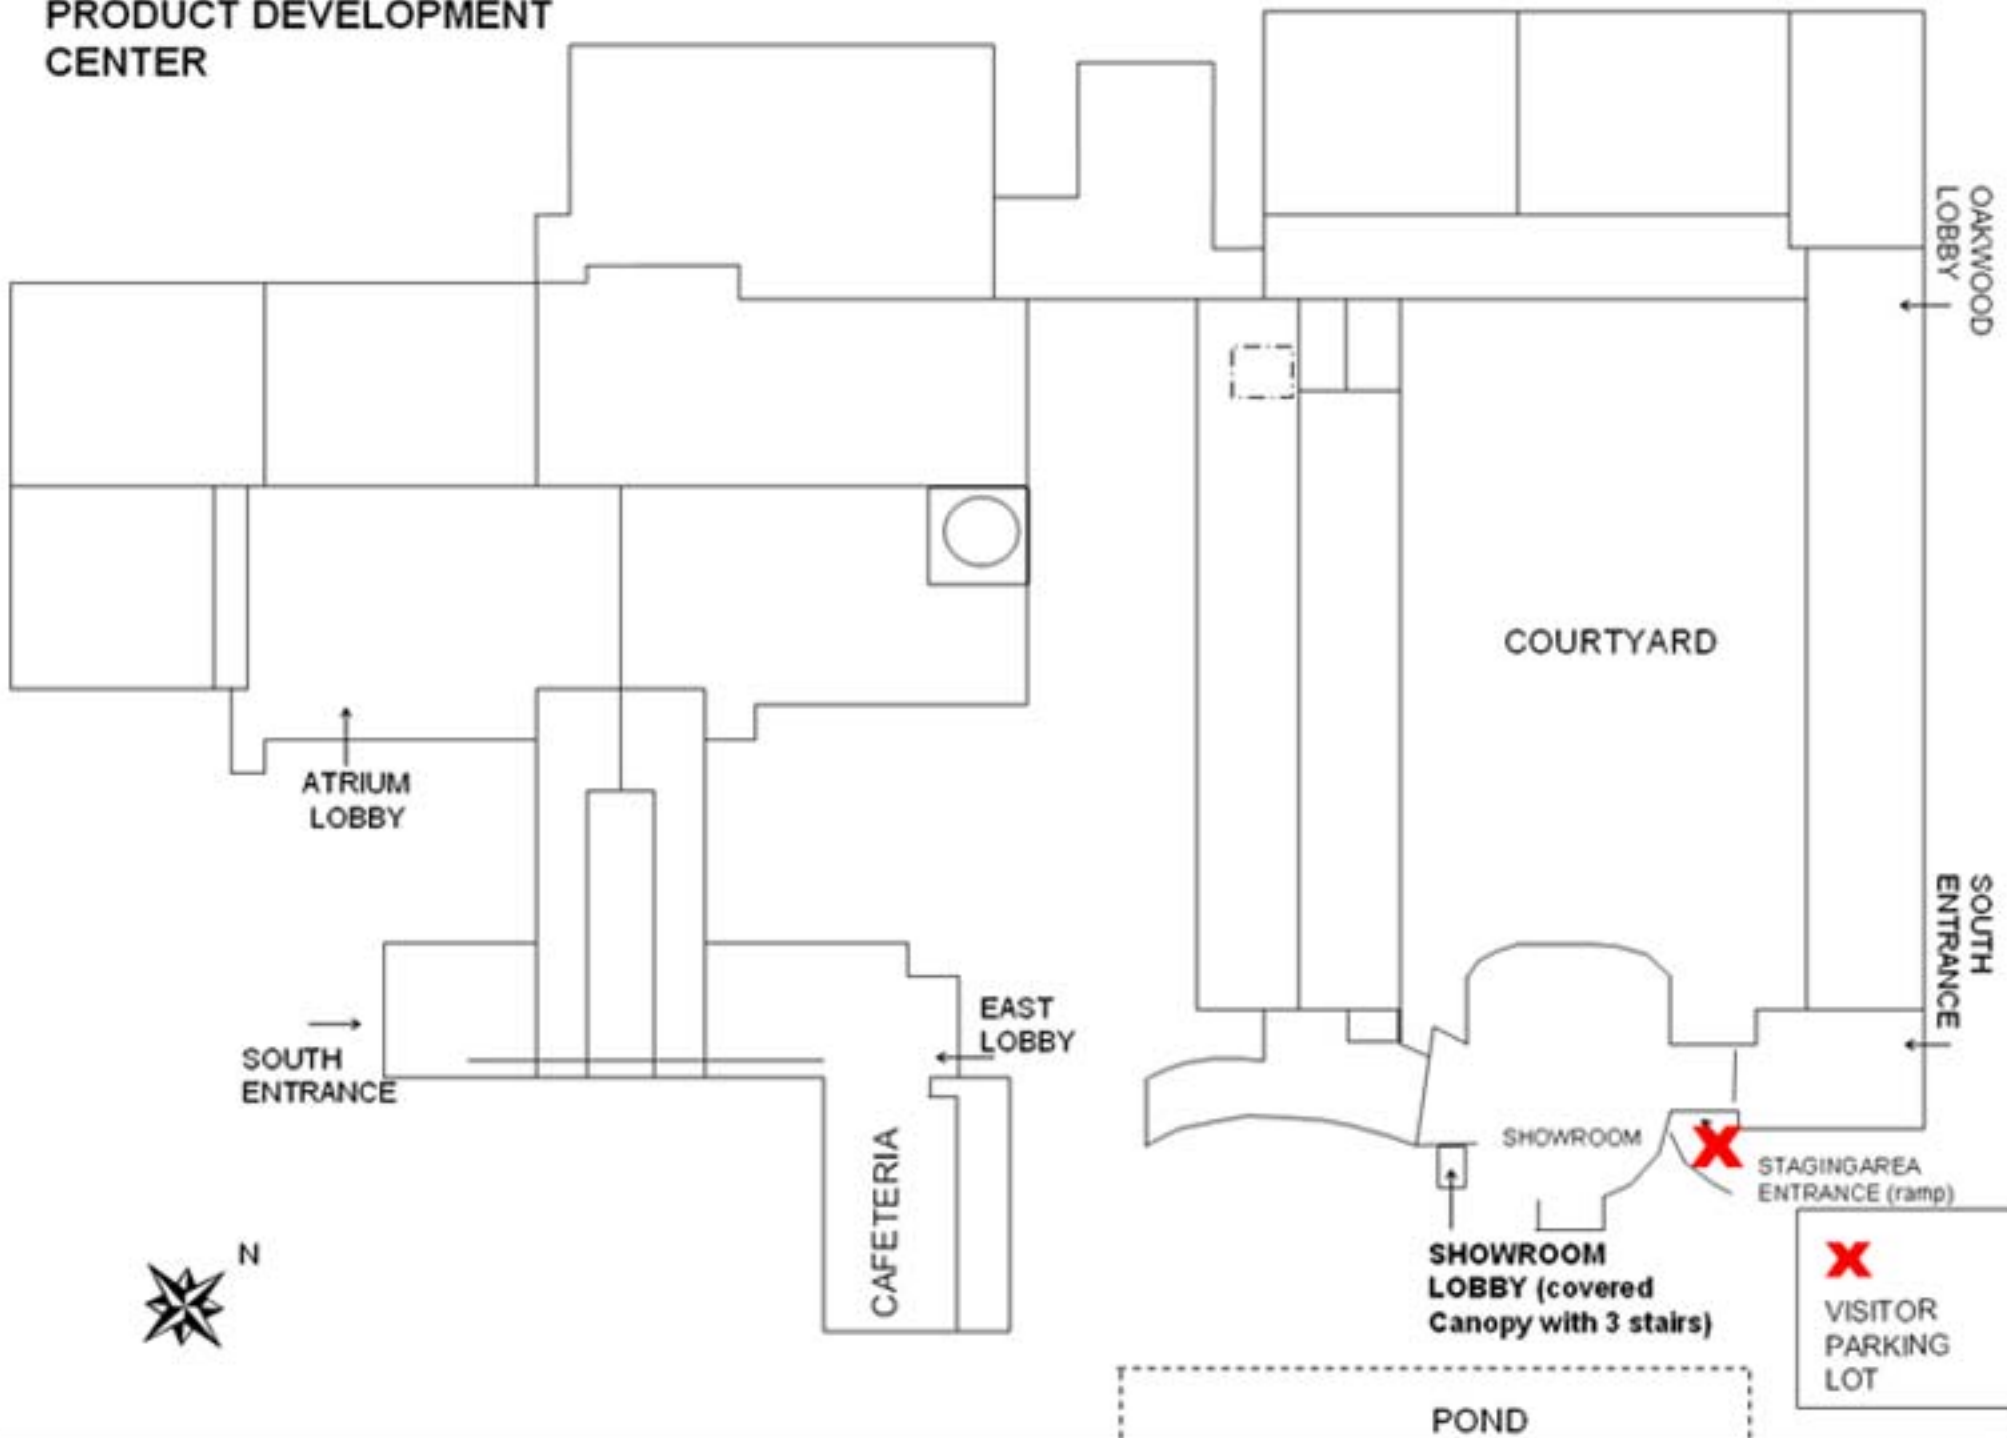 PRODUCT DEVELOPMENT
CENTER
OAKWOOD
LOBBY
COURTYARD
ATRIUM
LOBBY
SOUTH
ENTRANCE
EAST
LOBBY
SOUTH
ENTRANCE
CAFETERIA
SHOWROOM
STAGINGAREA
ENTRANCE (ramp)
N
SHOWROOM
LOBBY (covered
Canopy with 3 stairs)
X
X
VISITOR
PARKING
LOT
POND